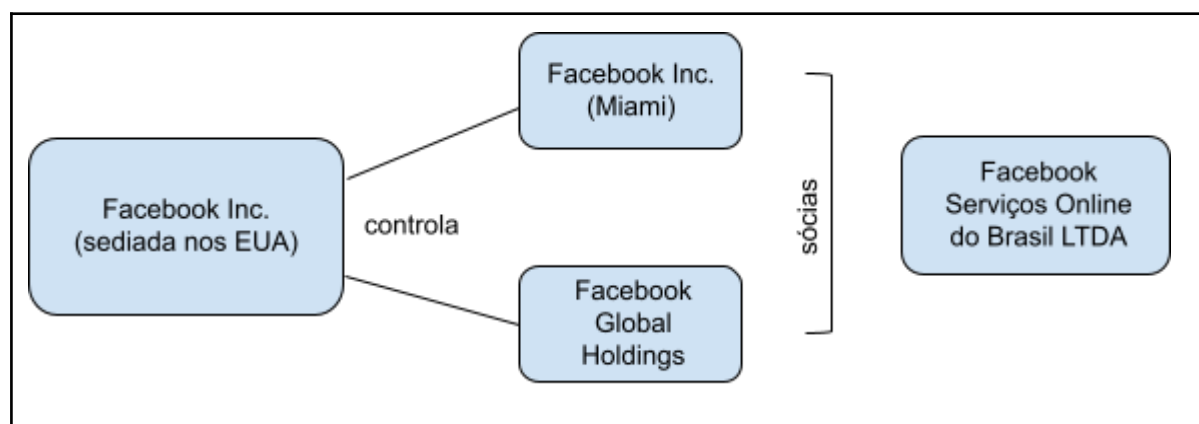 Facebook Inc.
(sediada nos EUA)
controla
Facebook Inc.
(Miami)
Facebook
Global
Holdings
sócias
Facebook
Serviços Online
do Brasil LTDA